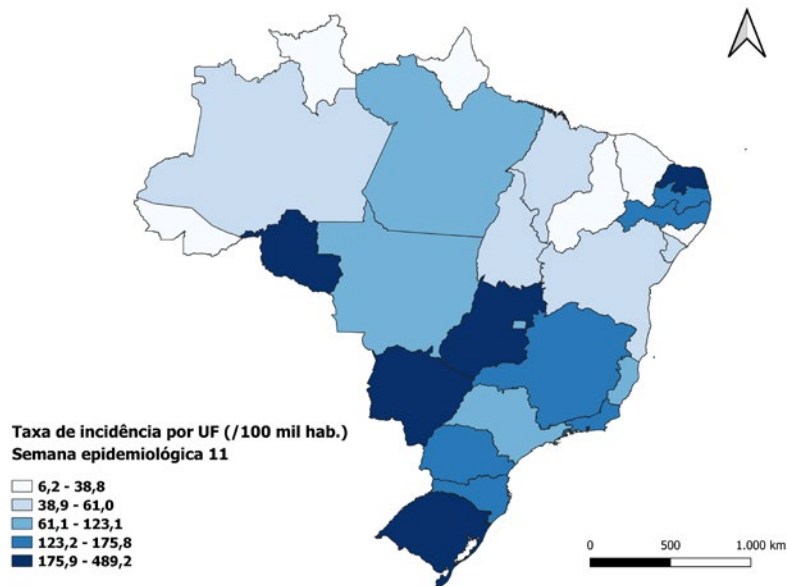 Taxa de incidência por UF (/100 mil hab.)
Semana epidemiológica 11
6,2 - 38,8
38,9 - 61,0
61,1 - 123,1
123,2 - 175,8
175,9 - 489,2
0 500 1.000 km